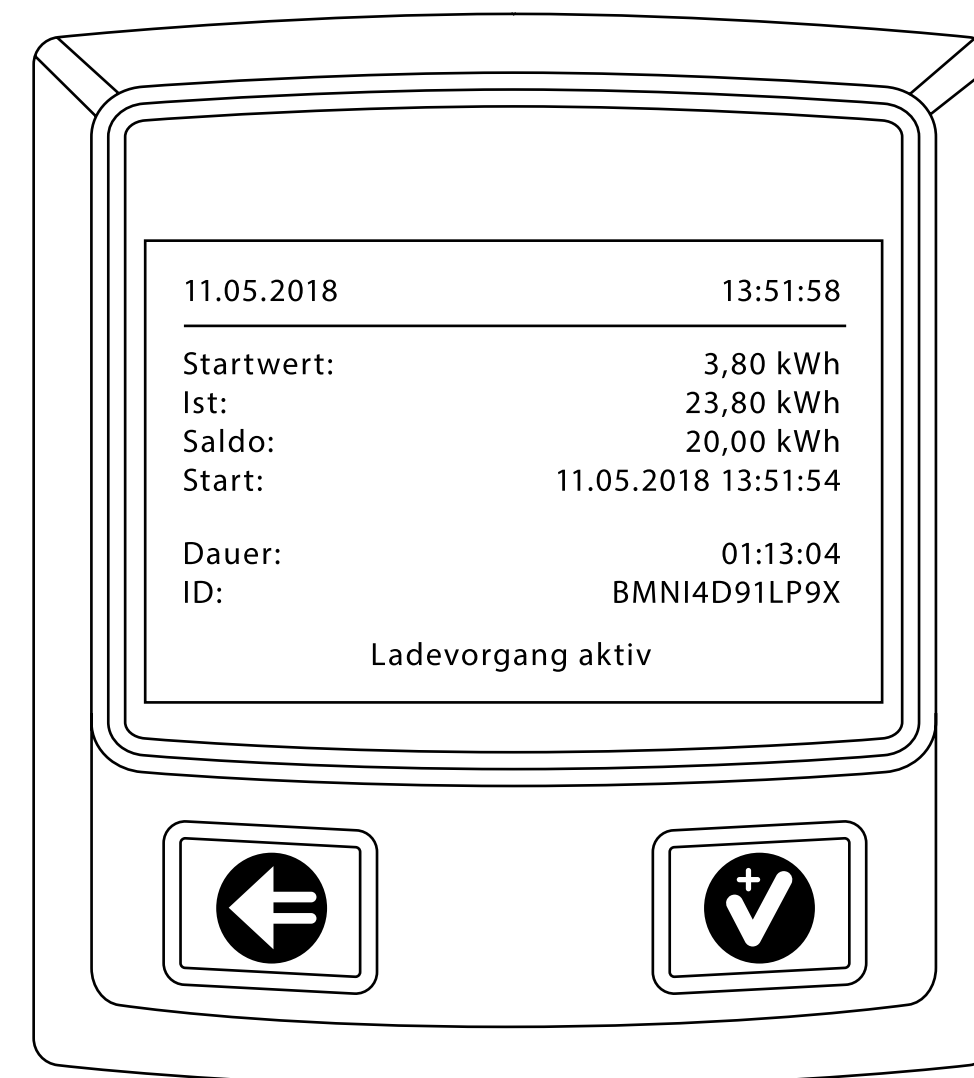 11.05.2018 13:51:58
Startwert: 3,80 kWh
Ist: 23,80 kWh
Saldo: 20,00 kWh
Start: 11.05.2018 13:51:54
Dauer: 01:13:04
ID: BMNI4D91LP9X
Ladevorgang aktiv